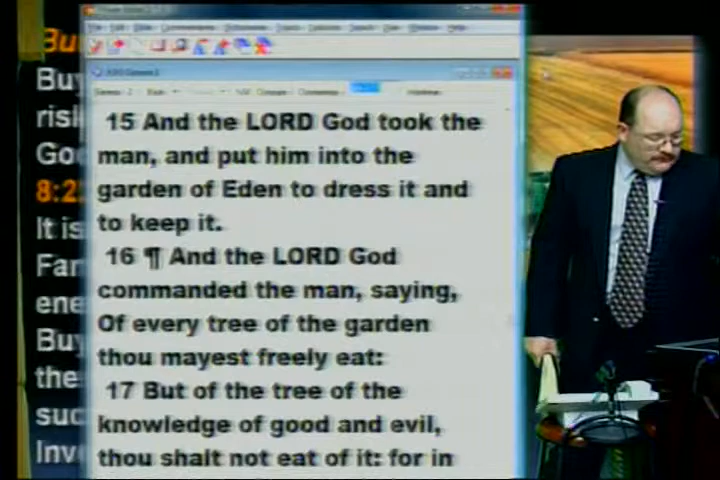 Bu
Buy
risk
God
8:2
It is
Far
ene
Buy
the
suc
Inv
15 And the LORD God took the
man, and put him into the
garden of Eden to dress it and
to keep it.
16 ¶ And the LORD God
commanded the man, saying,
Of every tree of the garden
thou mayest freely eat:
17 But of the tree of the
knowledge of good and evil,
thou shalt not eat of it: for in